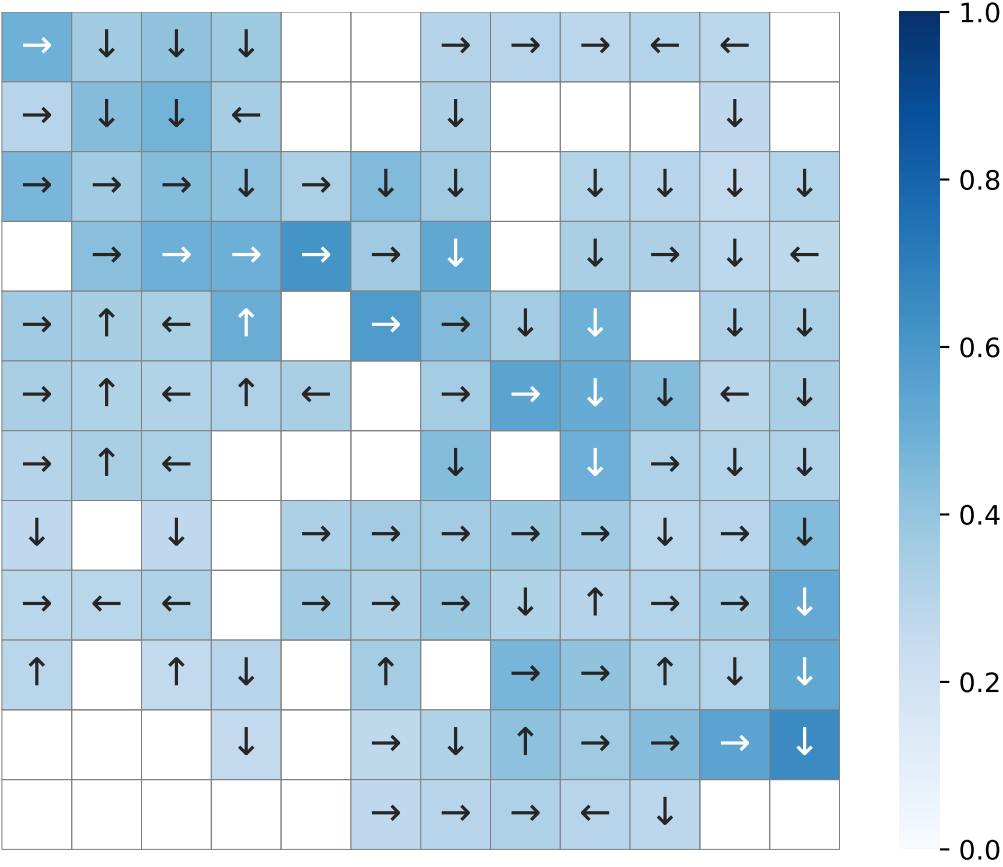 → ↓ ↓ ↓ → → → ← ←
→ ↓ ↓ ← ↓ ↓
→ → → ↓ → ↓ ↓ ↓ ↓ ↓ ↓
→ → → → → ↓ ↓ → ↓ ←
→ ↑ ← ↑ → → ↓ ↓ ↓ ↓
→ ↑ ← ↑ ← → → ↓ ↓ ← ↓
→ ↑ ← ↓ ↓ → ↓ ↓
↓ ↓ → → → → → ↓ → ↓
→ ← ← → → → ↓ ↑ → → ↓
↑ ↑ ↓ ↑ → → ↑ ↓ ↓
↓ → ↓ ↑ → → → ↓
→ → → ← ↓
1.0
0.8
0.6
0.4
0.2
0.0